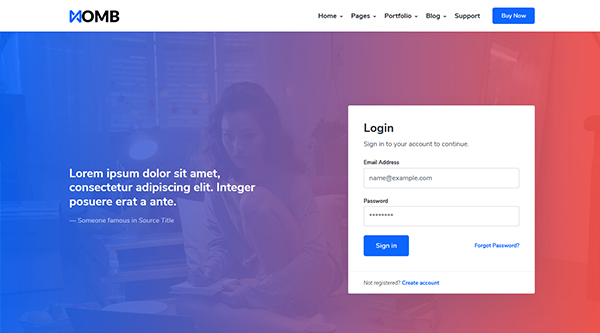 HOMB
Home Pages Portfolio Blog Support Buy Now
Lorem ipsum dolor sit amet,
consectetur adipiscing elit. Integer
posuere erat a ante.
— Someone famous in Source Title
Login
Sign in to your account to continue.
Email Address
name@example.com
Password
********
Sign in
Forgot Password?
Not registered? Create account